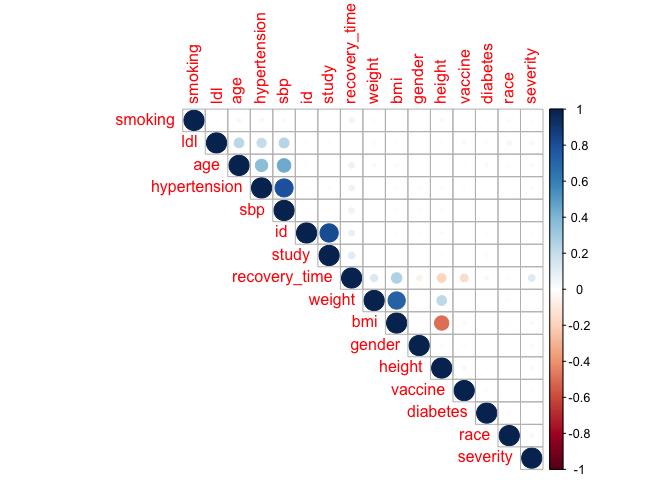 smoking
ldl
age
hypertension
sbp
id
study
recovery_time
weight
bmi
gender
height
vaccine
diabetes
race
severity
smoking
ldl
age
hypertension
sbp
id
study
recovery_time
weight
bmi
gender
height
vaccine
diabetes
race
severity
1
0.8
0.6
0.4
0.2
0
-0.2
-0.4
-0.6
-0.8
-1